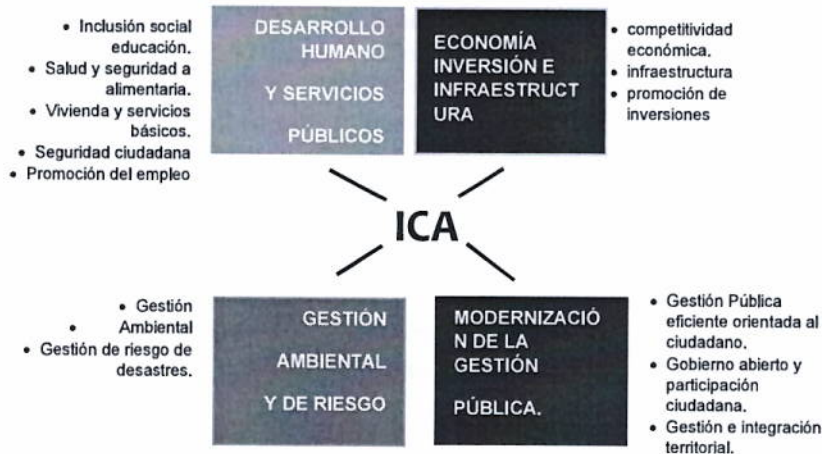 • Inclusión social
educación.
• Salud y seguridad a
alimentaria.
• Vivienda y servicios
básicos.
• Seguridad ciudadana
• Promoción del empleo
DESARROLLO
HUMANO
Y SERVICIOS
PÚBLICOS
ECONOMÍA
INVERSIÓN E
INFRAESTRUCT
URA
• competitividad
económica.
• infraestructura
• promoción de
inversiones
ICA
• Gestión
• Ambiental
• Gestión de riesgo de
desastres.
GESTIÓN
AMBIENTAL
Y DE RIESGO
MODERNIZACIÓ
N DE LA
GESTIÓN
PÚBLICA.
• Gestión Pública
eficiente orientada al
ciudadano.
• Gobierno abierto y
participación
ciudadana.
• Gestión e integración
territorial.